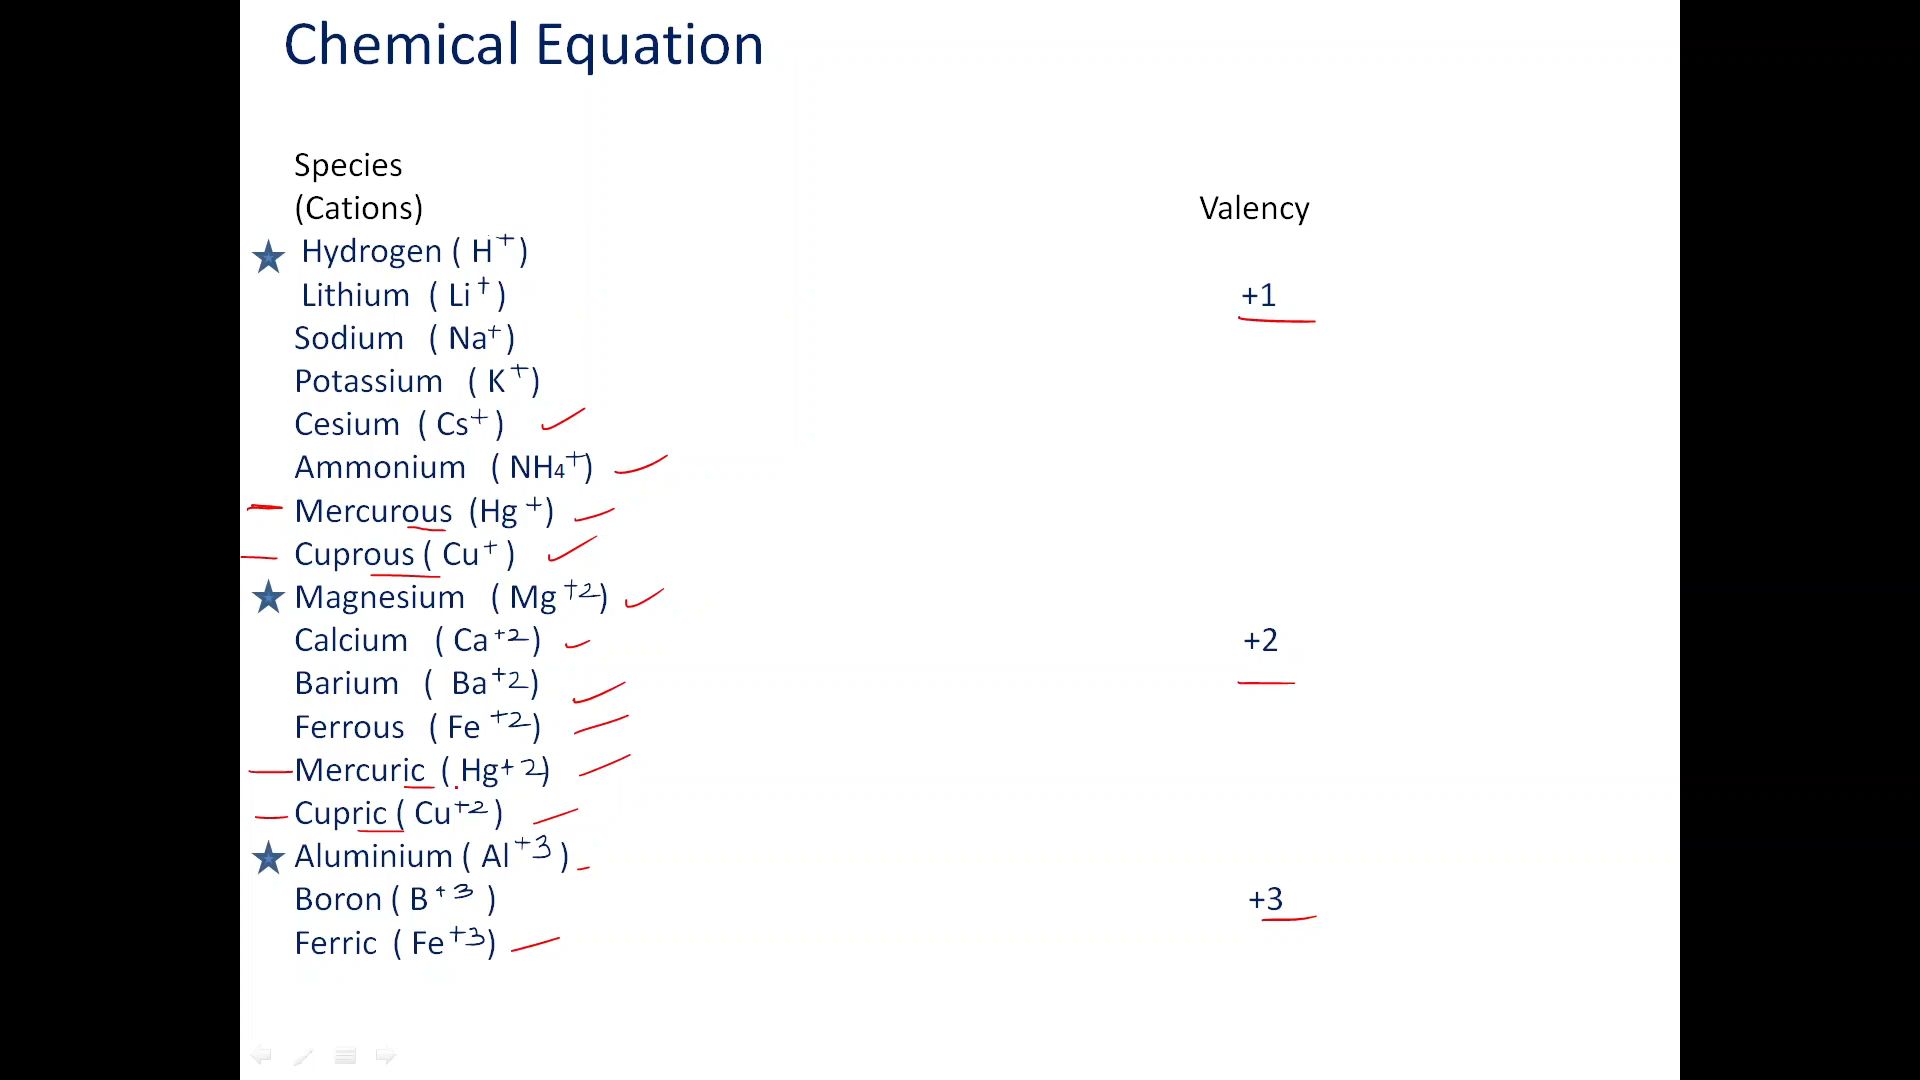 Chemical Equation
Species
(Cations) Valency
Hydrogen ( H+)
Lithium ( Li+) +1
Sodium ( Na+)
Potassium ( K+)
Cesium ( Cs+)
Ammonium ( NH4+)
Mercurous (Hg +)
Cuprous ( Cu+ )
Magnesium ( Mg+2)
Calcium ( Ca+2) +2
Barium ( Ba+2)
Ferrous ( Fe +2)
Mercuric ( Hg+2)
Cupric ( Cu+2 )
Aluminium ( Al+3 )
Boron ( B+3 ) +3
Ferric ( Fe+3)